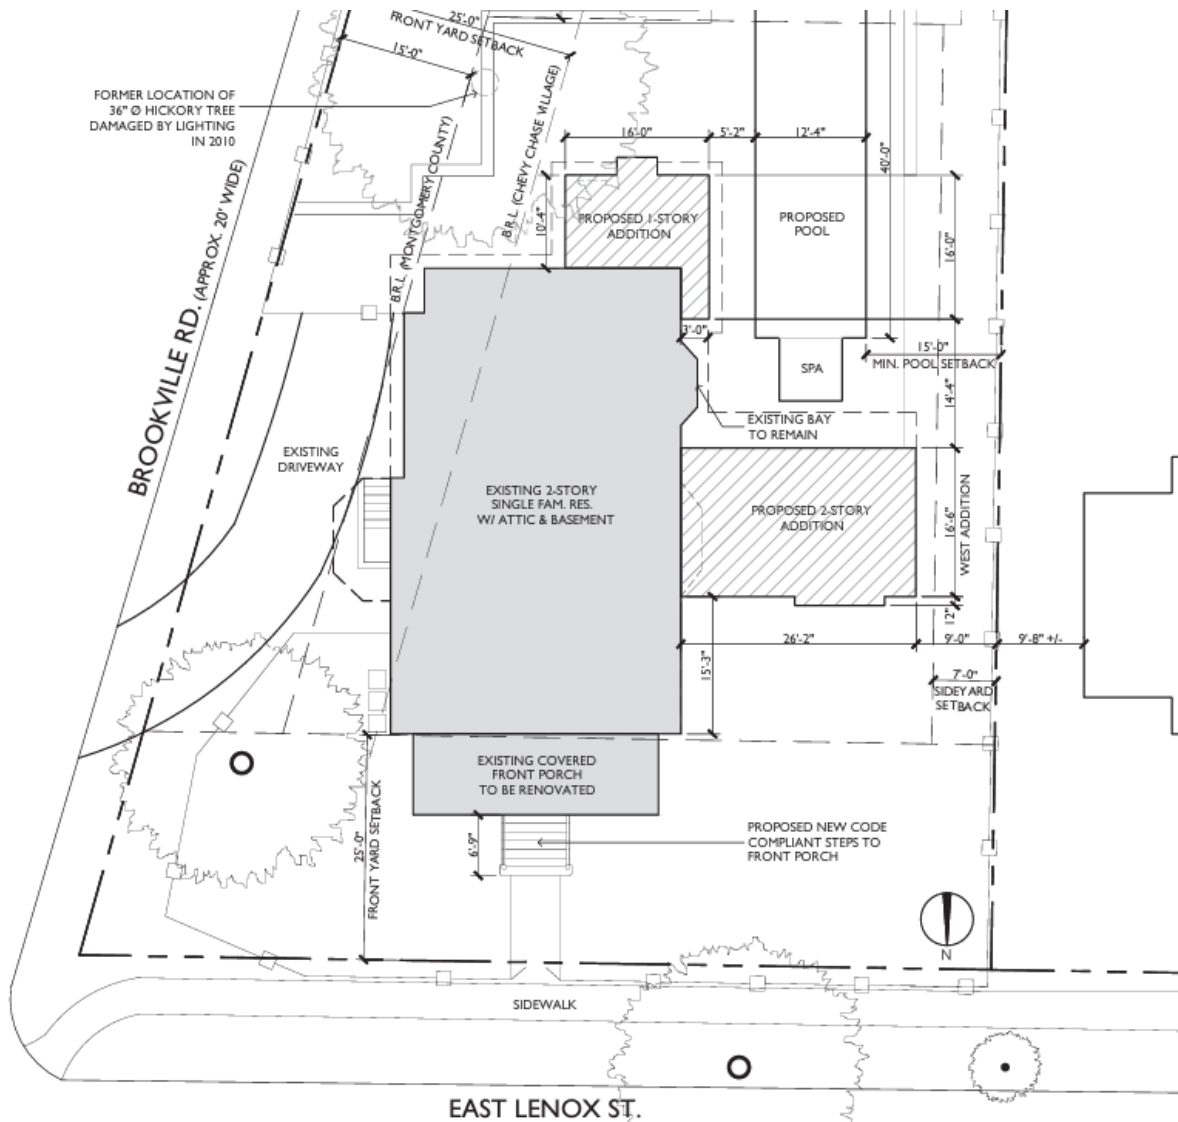 25'-0"
FRONT YARD SETBACK
15'-0"
FORMER LOCATION OF
36" Ø HICKORY TREE
DAMAGED BY LIGHTING
IN 2010
BROOKVILLE RD. (APPROX. 20' WIDE)
B.R.L. (MONTGOMERY COUNTY)
B.R.L. (CHEVY CHASE VILLAGE)
16'-0"
5'-2"
12'-4"
40'-0"
10'-4"
PROPOSED 1-STORY
ADDITION
PROPOSED
POOL
16'-0"
3'-0"
SPA
15'-0"
MIN. POOL SETBACK
14'-4"
EXISTING BAY
TO REMAIN
EXISTING
DRIVEWAY
EXISTING 2-STORY
SINGLE FAM. RES.
W/ ATTIC & BASEMENT
PROPOSED 2-STORY
ADDITION
16'-6"
WEST ADDITION
12"
26'-2"
9'-0"
9'-8" +/-
15'-3"
7'-0"
SIDEYARD
SETBACK
EXISTING COVERED
FRONT PORCH
TO BE RENOVATED
25'-0"
FRONT YARD SETBACK
6'-9"
PROPOSED NEW CODE
COMPLIANT STEPS TO
FRONT PORCH
N
SIDEWALK
EAST LENOX ST.